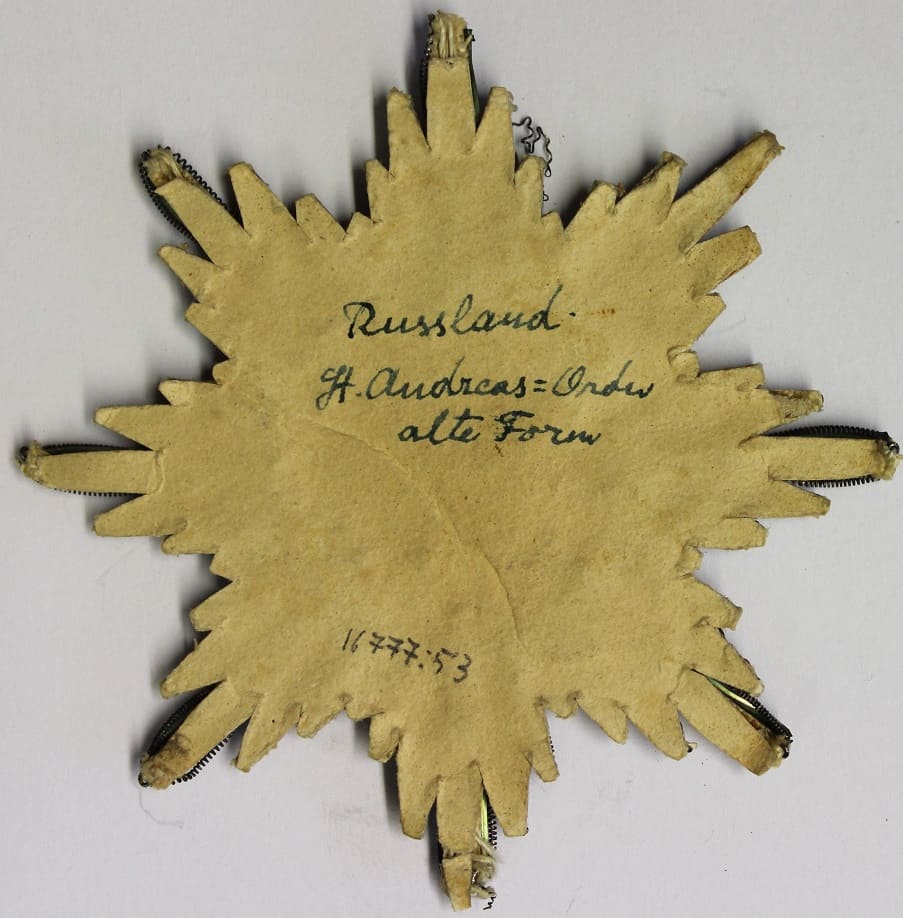 Russland.
St. Andreas=Orden
alte Form
16777:53